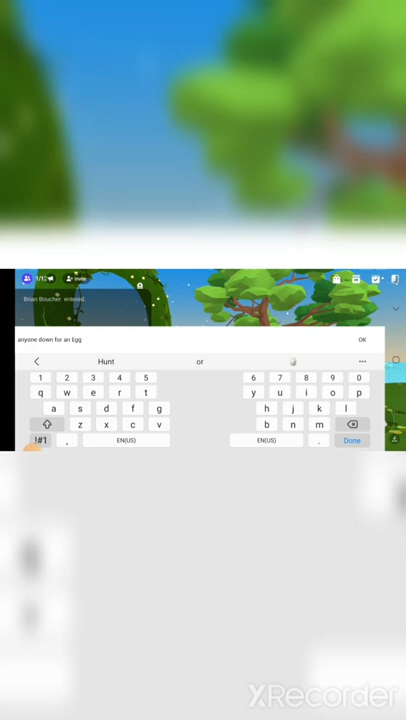 1/12 Invite
Brian Boucher entered.
anyone down for an Egg OK
Hunt or
1 2 3 4 5 6 7 8 9 0
q w e r t y u i o p
a s d f g h j k l
z x c v b n m
!#1 , EN(US) EN(US) . Done
XRecorder